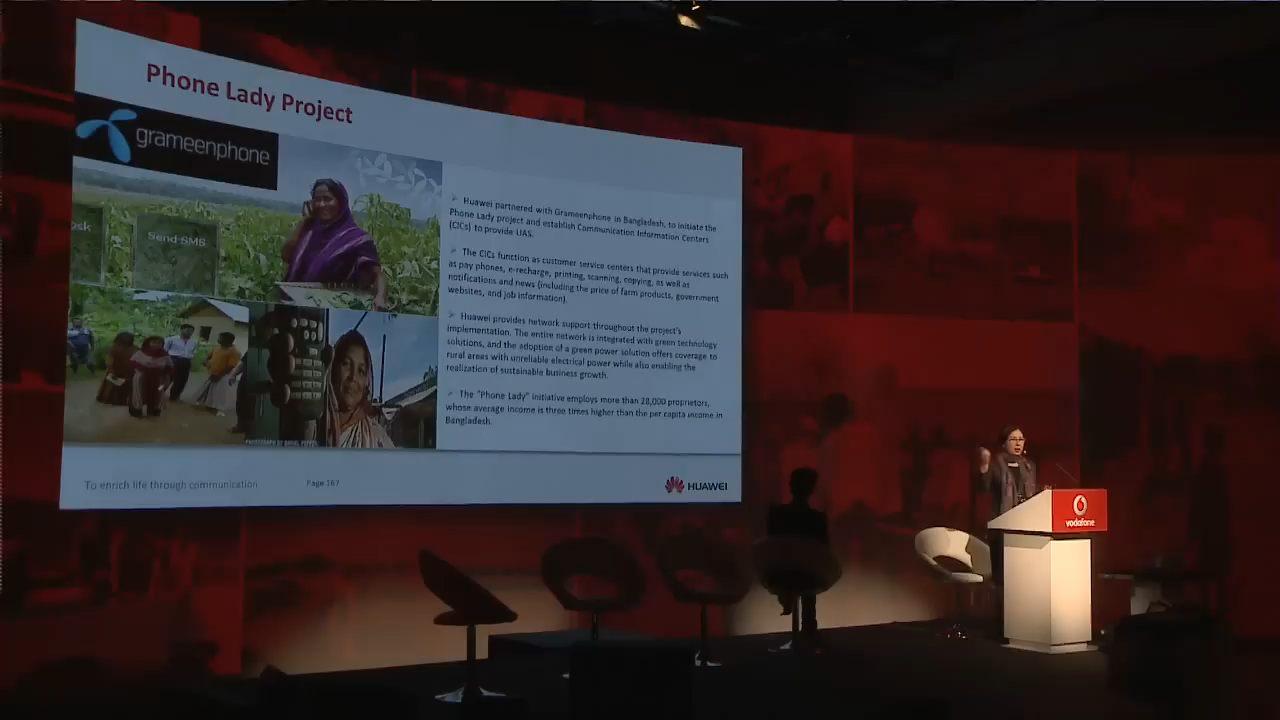 Phone Lady Project
grameenphone
sk
Send SMS
Huawei partnered with Grameenphone in Bangladesh, to initiate the
Phone Lady project and establish Communication Information Centers
(CICs) to provide UAS.
The CICs function as customer service centers that provide services such
as pay phones, e-recharge, printing, scanning, copying, as well as
notifications and news (including the price of farm products, government
websites, and job information).
Huawei provides network support throughout the project's
implementation. The entire network is integrated with green technology
solutions, and the adoption of a green power solution offers coverage to
rural areas with unreliable electrical power while also enabling the
realization of sustainable business growth.
The "Phone Lady" initiative employs more than 28,000 proprietors,
whose average income is three times higher than the per capita income in
Bangladesh.
PHOTOGRAPH BY
To enrich life through communication
Page 167
HUAWEI
vodafone